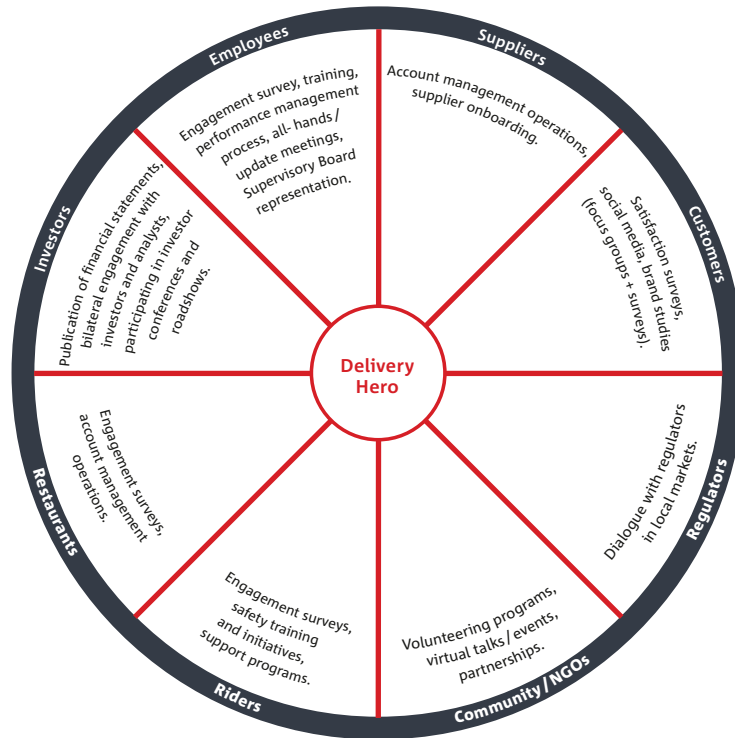 Employees
Engagement survey, training,
performance management
process, all- hands/
update meetings,
Supervisory Board
representation.
Suppliers
Account management operations,
supplier onboarding.
Customers
Satisfaction surveys,
social media, brand studies
(focus groups + surveys).
Regulators
Dialogue with regulators
in local markets.
Community/NGOs
Volunteering programs,
virtual talks/events,
partnerships.
Riders
Engagement surveys,
safety training
and initiatives,
support programs.
Restaurants
Engagement surveys,
account management
operations.
Investors
Publication of financial statements,
bilateral engagement with
investors and analysts,
participating in investor
conferences and
roadshows.
Delivery
Hero